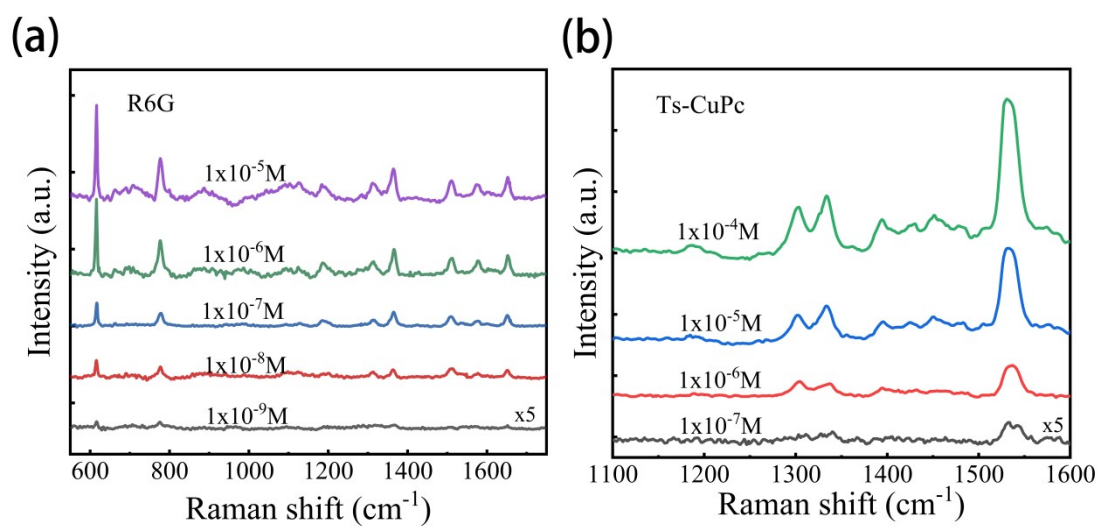 (a)
R6G
1x10⁻⁵M
1x10⁻⁶M
1x10⁻⁷M
1x10⁻⁸M
1x10⁻⁹M
x5
Intensity (a.u.)
600 800 1000 1200 1400 1600
Raman shift (cm⁻¹)
(b)
Ts-CuPc
1x10⁻⁴M
1x10⁻⁵M
1x10⁻⁶M
1x10⁻⁷M
x5
Intensity (a.u.)
1100 1200 1300 1400 1500 1600
Raman shift (cm⁻¹)